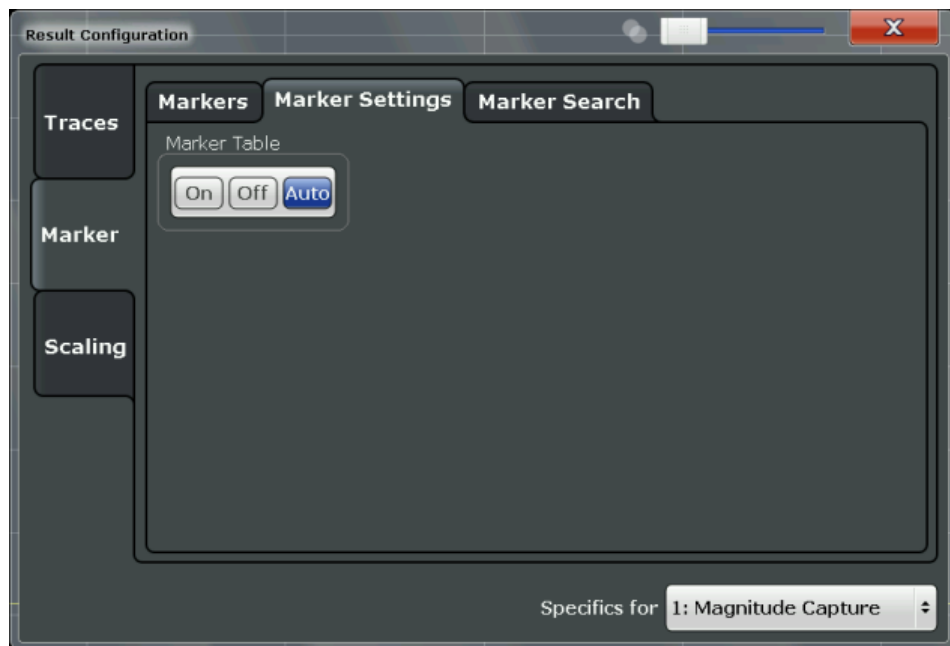 Result Configuration
X
Traces
Marker
Scaling
Markers
Marker Settings
Marker Search
Marker Table
On
Off
Auto
Specifics for
1: Magnitude Capture